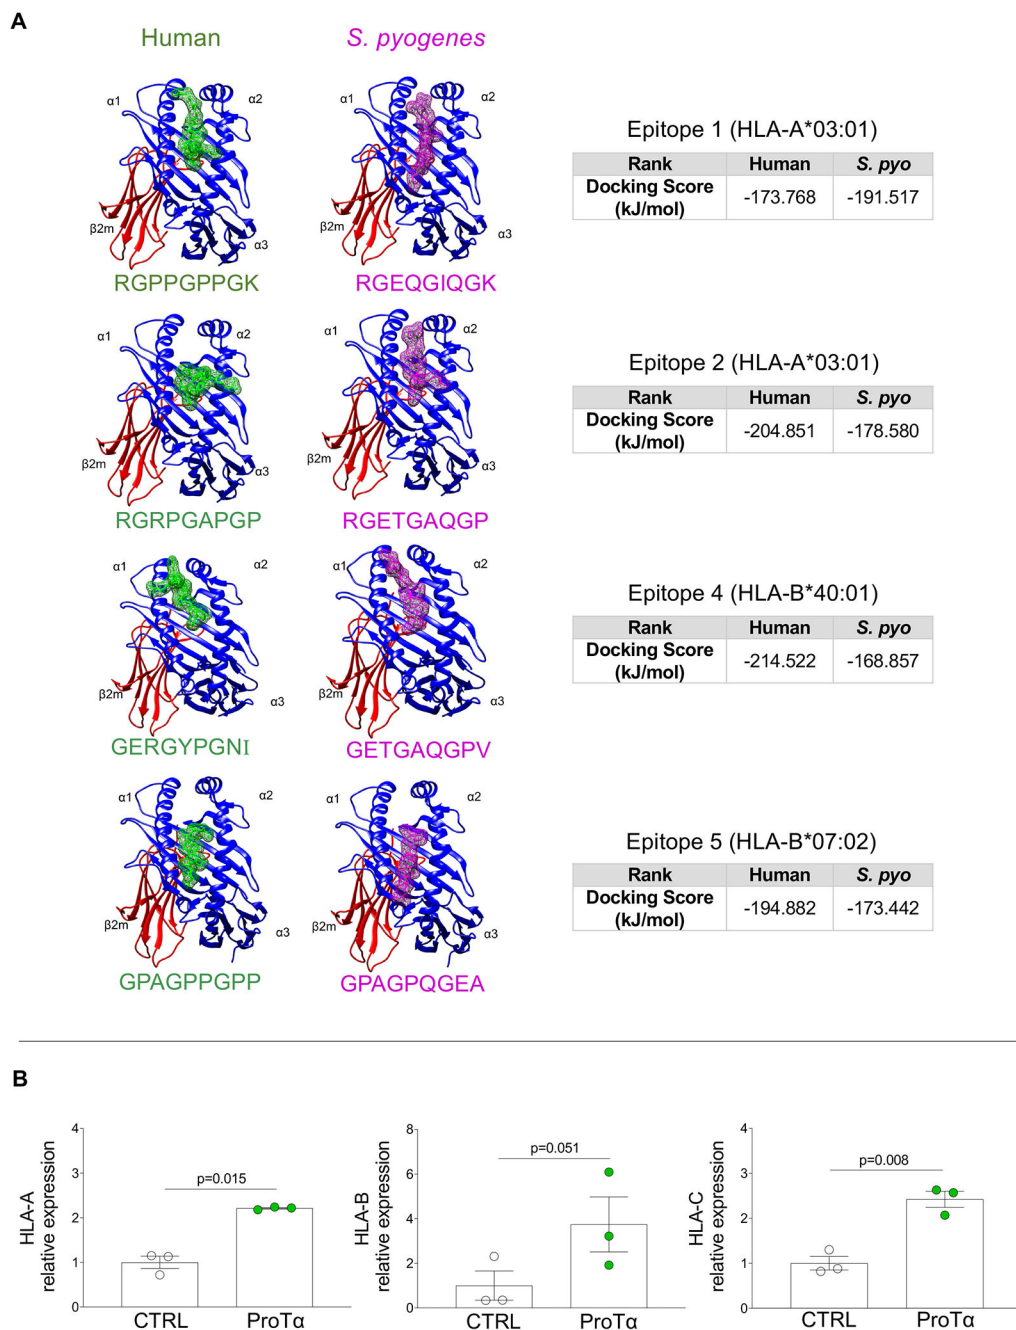 A
Human S. pyogenes
α1 α2
β2m α3
RGPPGPPGK
α1 α2
β2m α3
RGEQGIQGK
Epitope 1 (HLA-A*03:01)
Rank Human S. pyo
Docking Score (kJ/mol) -173.768 -191.517
α1 α2
β2m α3
RGRPGAPGP
α1 α2
β2m α3
RGETGAQGP
Epitope 2 (HLA-A*03:01)
Rank Human S. pyo
Docking Score (kJ/mol) -204.851 -178.580
α1 α2
β2m α3
GERGYPGNI
α1 α2
β2m α3
GETGAQGPV
Epitope 4 (HLA-B*40:01)
Rank Human S. pyo
Docking Score (kJ/mol) -214.522 -168.857
α1 α2
β2m α3
GPAGPPGPP
α1 α2
β2m α3
GPAGPQGEA
Epitope 5 (HLA-B*07:02)
Rank Human S. pyo
Docking Score (kJ/mol) -194.882 -173.442
B
HLA-A
relative expression
4
3
2
1
0
p=0.015
CTRL ProTα
HLA-B
relative expression
8
6
4
2
0
p=0.051
CTRL ProTα
HLA-C
relative expression
4
3
2
1
0
p=0.008
CTRL ProTα